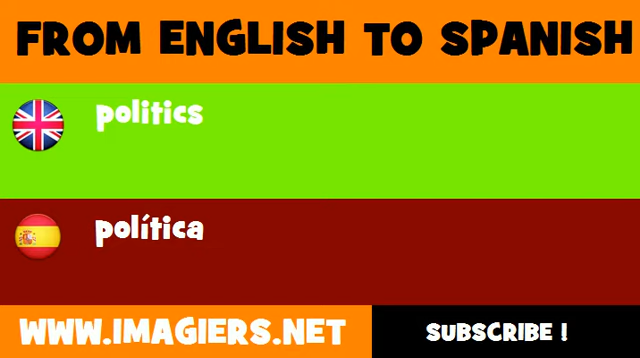 FROM ENGLISH TO SPANISH
politics
política
WWW.IMAGIERS.NET
SUBSCRIBE !